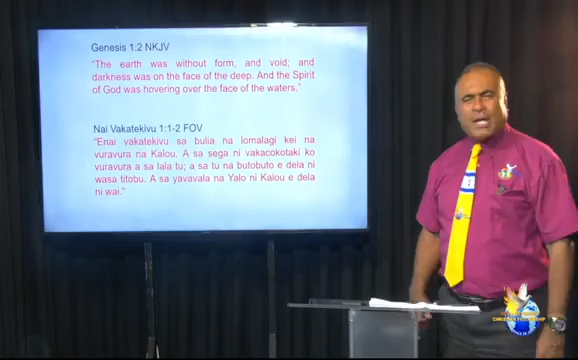 Genesis 1:2 NKJV
“The earth was without form, and void; and
darkness was on the face of the deep. And the Spirit
of God was hovering over the face of the waters.”
Nai Vakatekivu 1:1-2 FOV
“Enai vakatekivu sa bulia na lomalagi kei na
vuravura na Kalou. A sa sega ni vakacokotaki ko
vuravura a sa lala tu; a sa tu na butobuto e dela ni
wasa titobu. A sa yavavala na Yalo ni Kalou e dela
ni wai.”
CHRISTIAN FELLOWSHIP